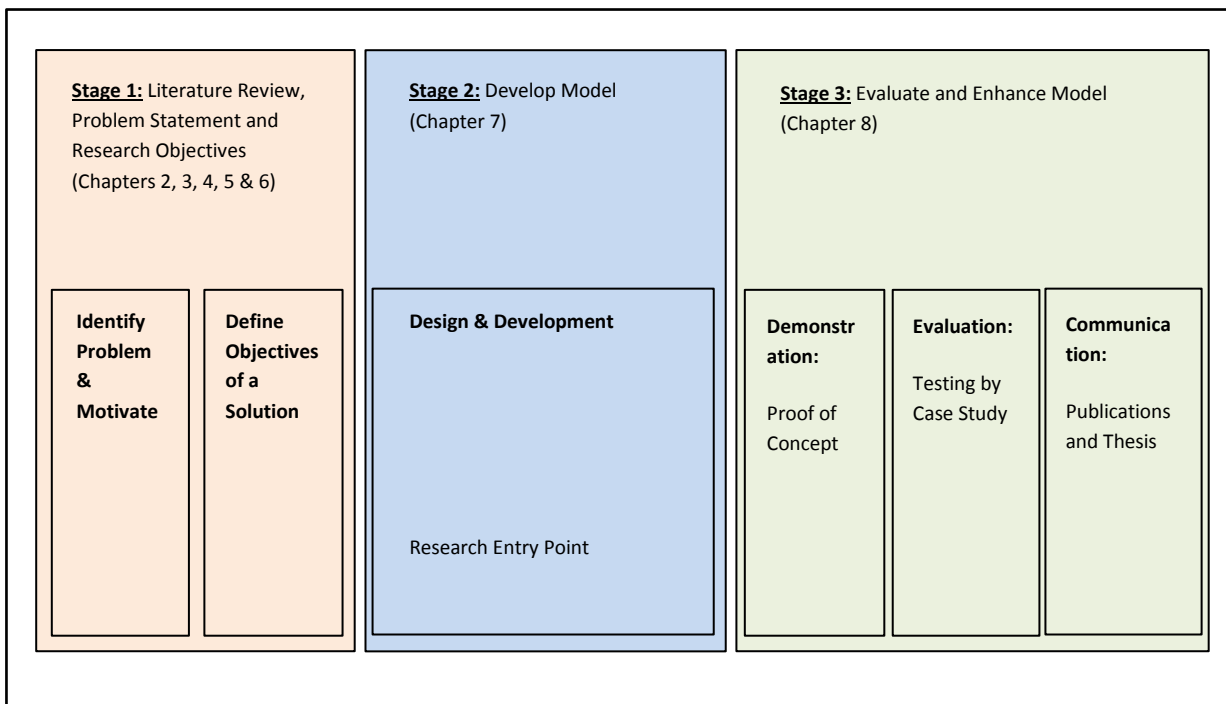 Stage 1: Literature Review,
Problem Statement and
Research Objectives
(Chapters 2, 3, 4, 5 & 6)
Identify
Problem
&
Motivate
Define
Objectives
of a
Solution
Stage 2: Develop Model
(Chapter 7)
Design & Development
Research Entry Point
Stage 3: Evaluate and Enhance Model
(Chapter 8)
Demonstr
ation:
Proof of
Concept
Evaluation:
Testing by
Case Study
Communica
tion:
Publications
and Thesis